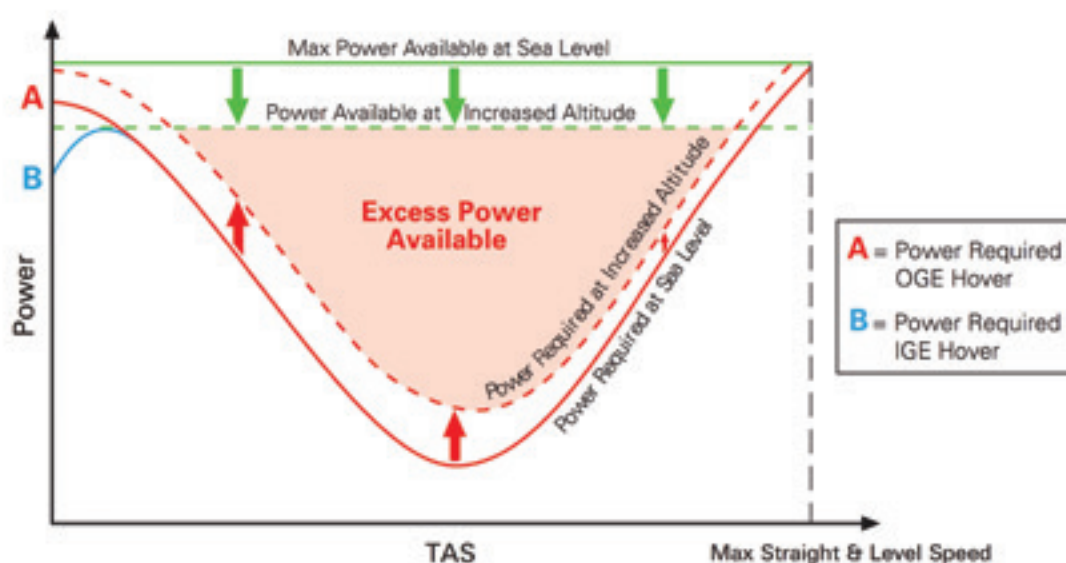 Max Power Available at Sea Level
A
Power Available at Increased Altitude
B
Excess Power
Available
Power Required at Increased Altitude
Power Required at Sea Level
Power
A = Power Required
OGE Hover
B = Power Required
IGE Hover
TAS
Max Straight & Level Speed